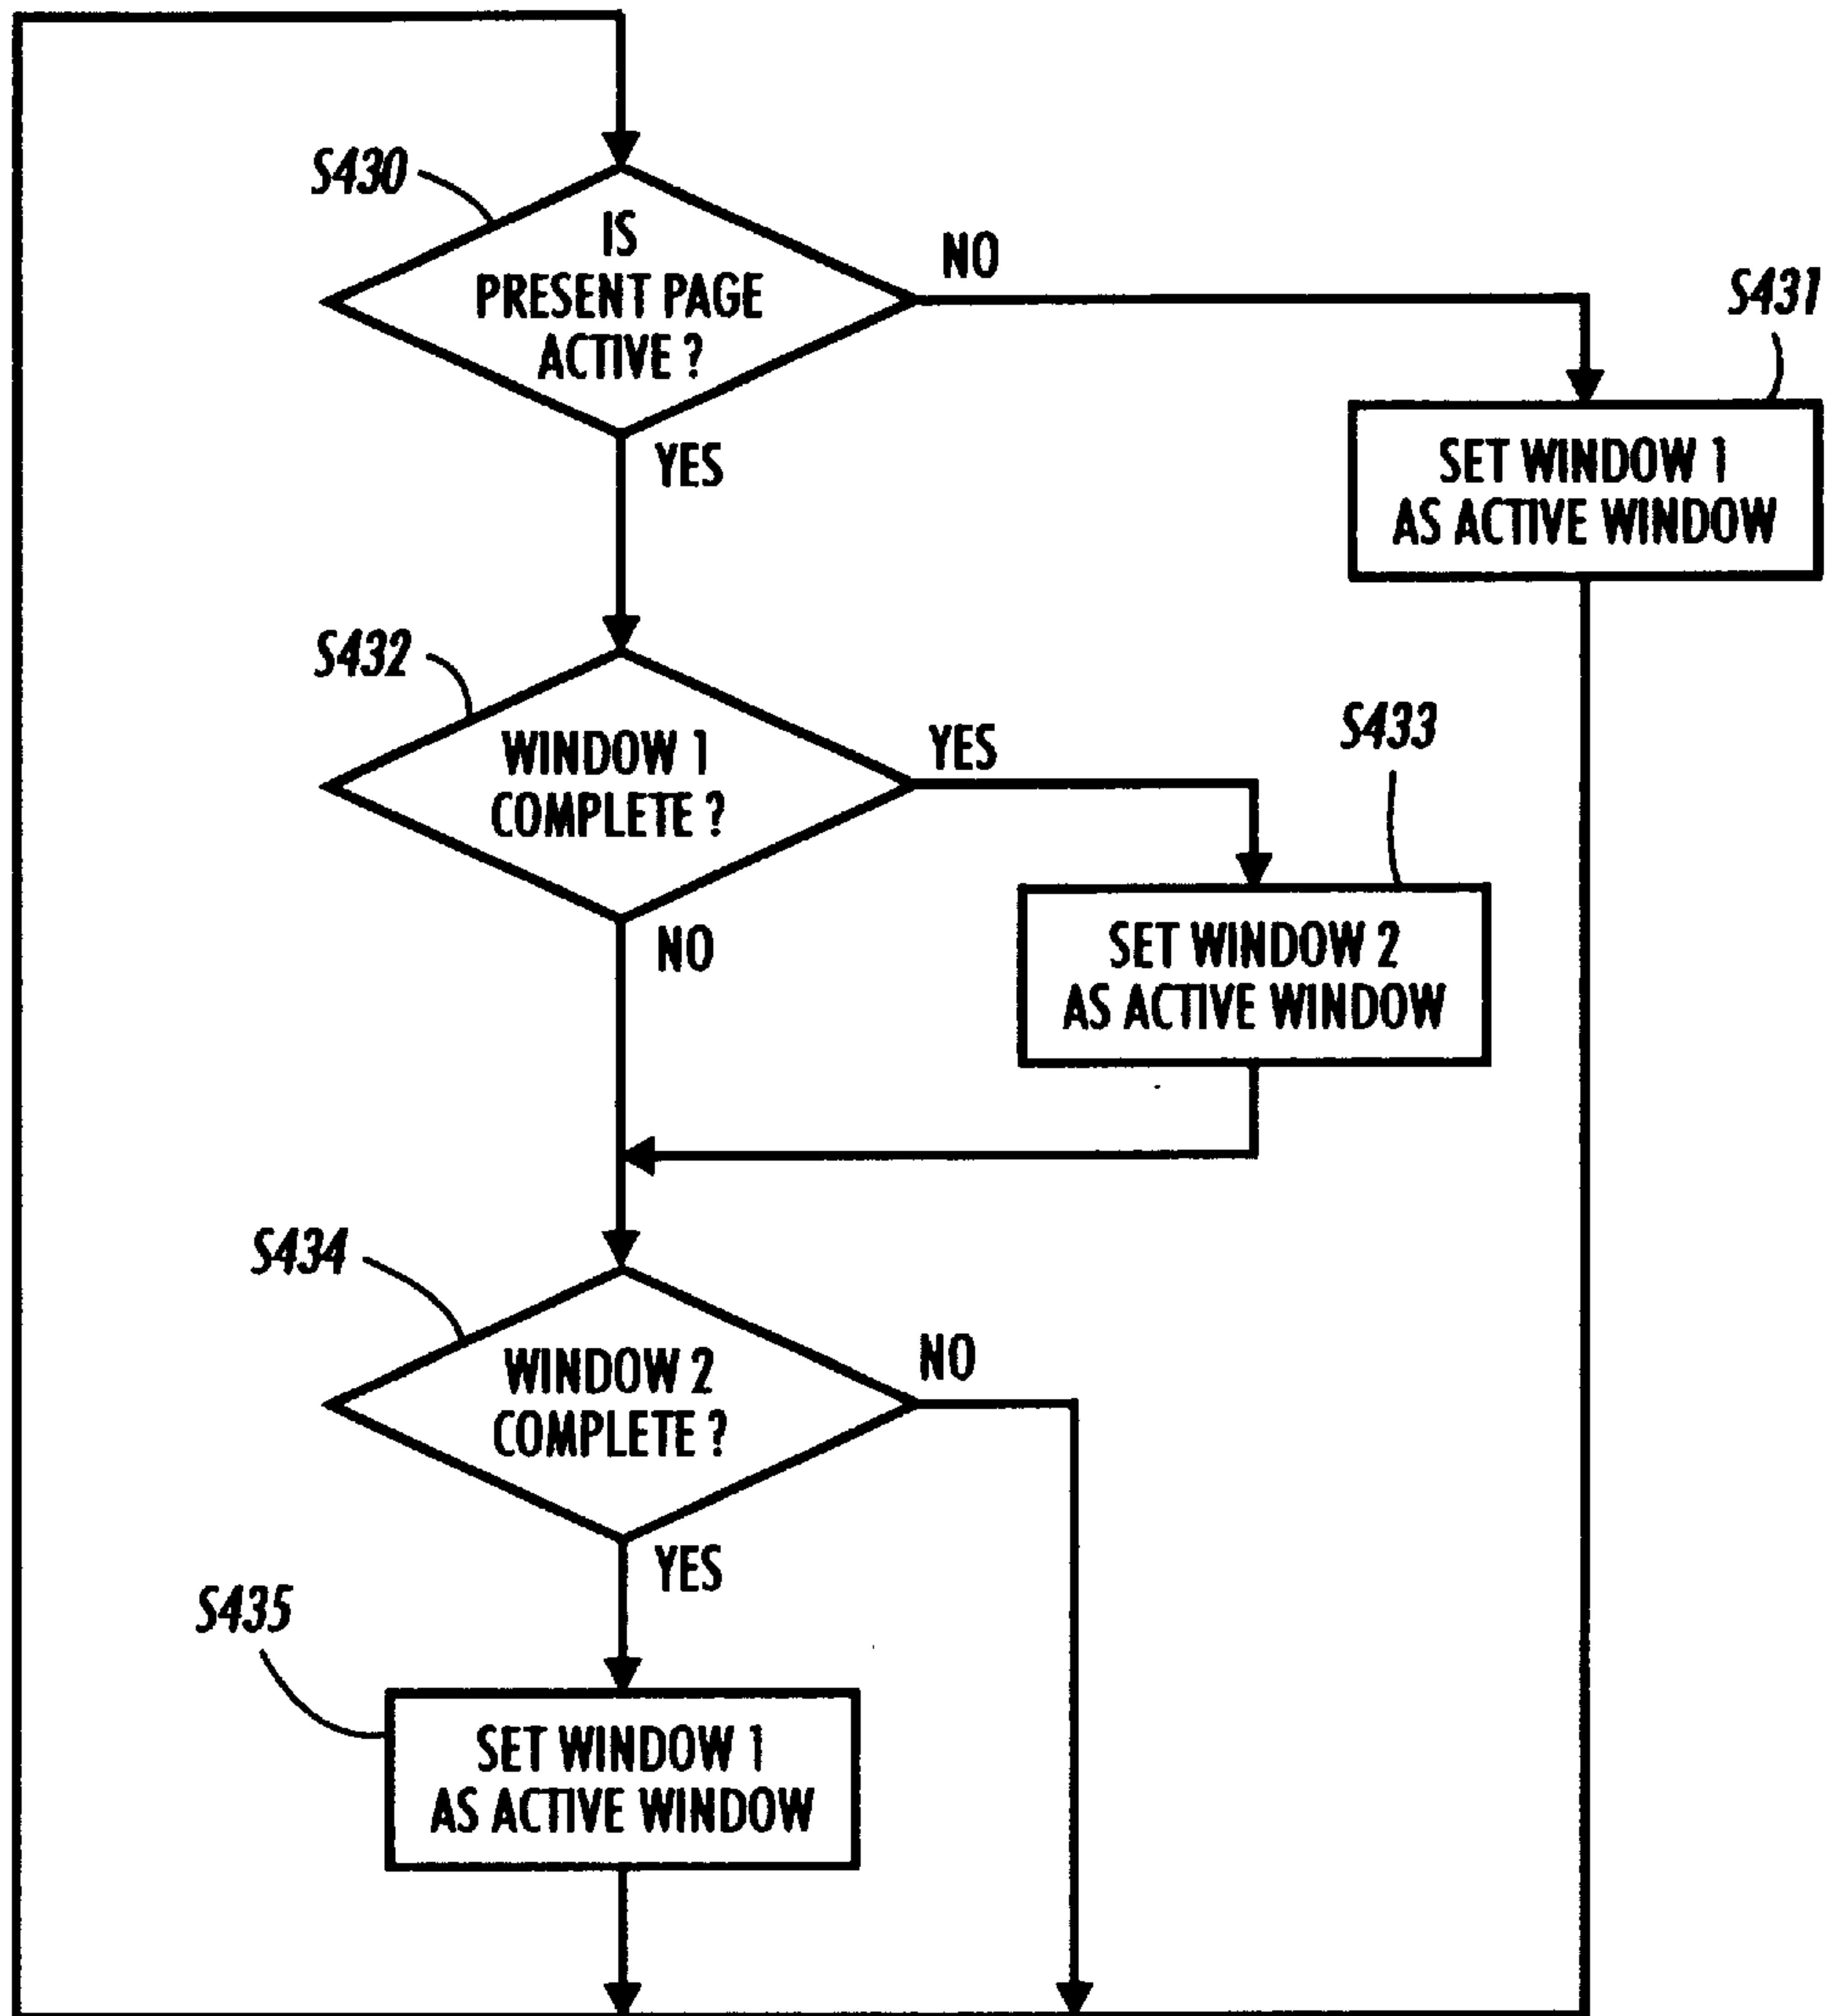 S430
IS
PRESENT PAGE
ACTIVE ?
NO
YES
S431
SET WINDOW 1
AS ACTIVE WINDOW
S432
WINDOW 1
COMPLETE ?
YES
NO
S433
SET WINDOW 2
AS ACTIVE WINDOW
S434
WINDOW 2
COMPLETE ?
NO
YES
S435
SET WINDOW 1
AS ACTIVE WINDOW